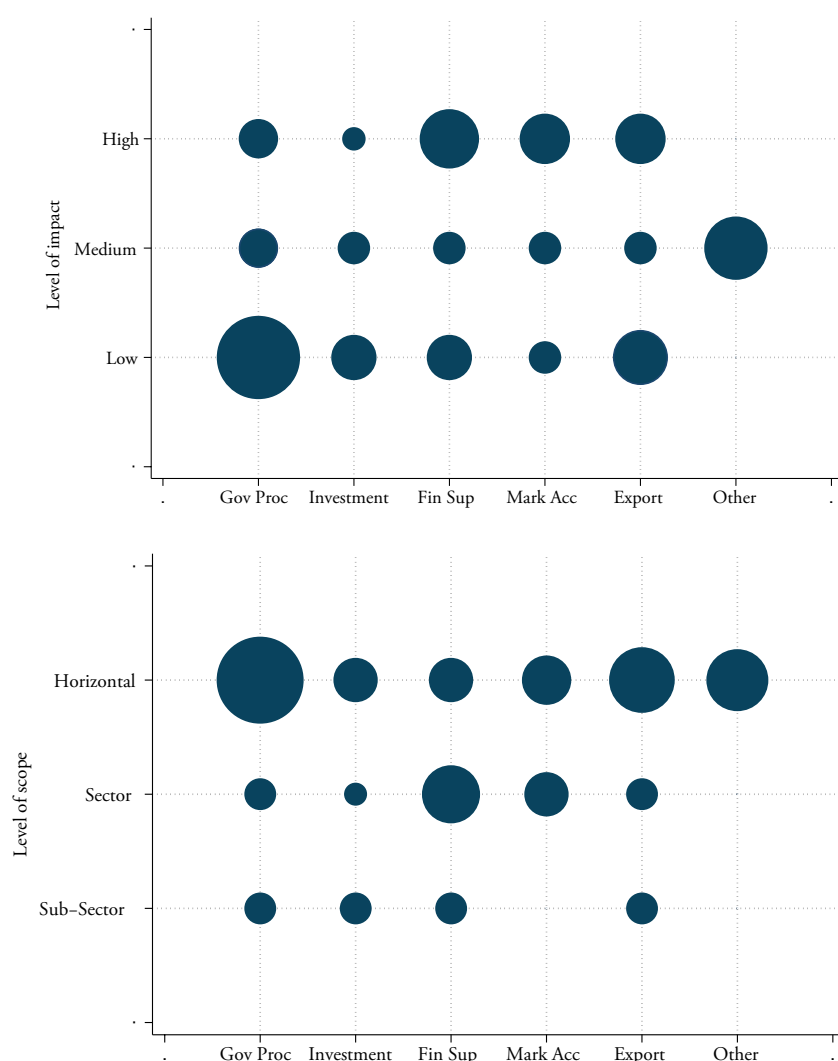 .
High
Medium
Low
.
Level of impact
. Gov Proc Investment Fin Sup Mark Acc Export Other .
.
Horizontal
Sector
Sub–Sector
.
Level of scope
. Gov Proc Investment Fin Sup Mark Acc Export Other .